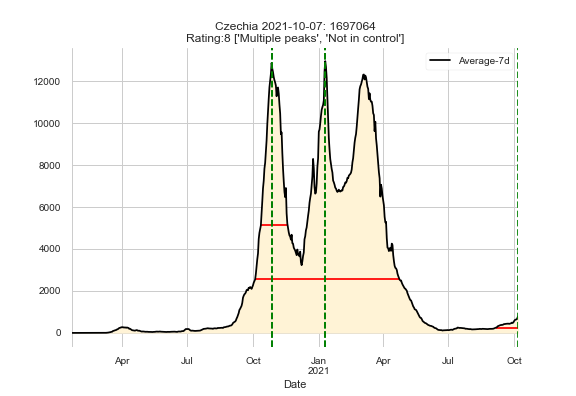 Czechia 2021-10-07: 1697064
Rating:8 ['Multiple peaks', 'Not in control']
Average-7d
12000
10000
8000
6000
4000
2000
0
Apr Jul Oct Jan Apr Jul Oct
2021
Date